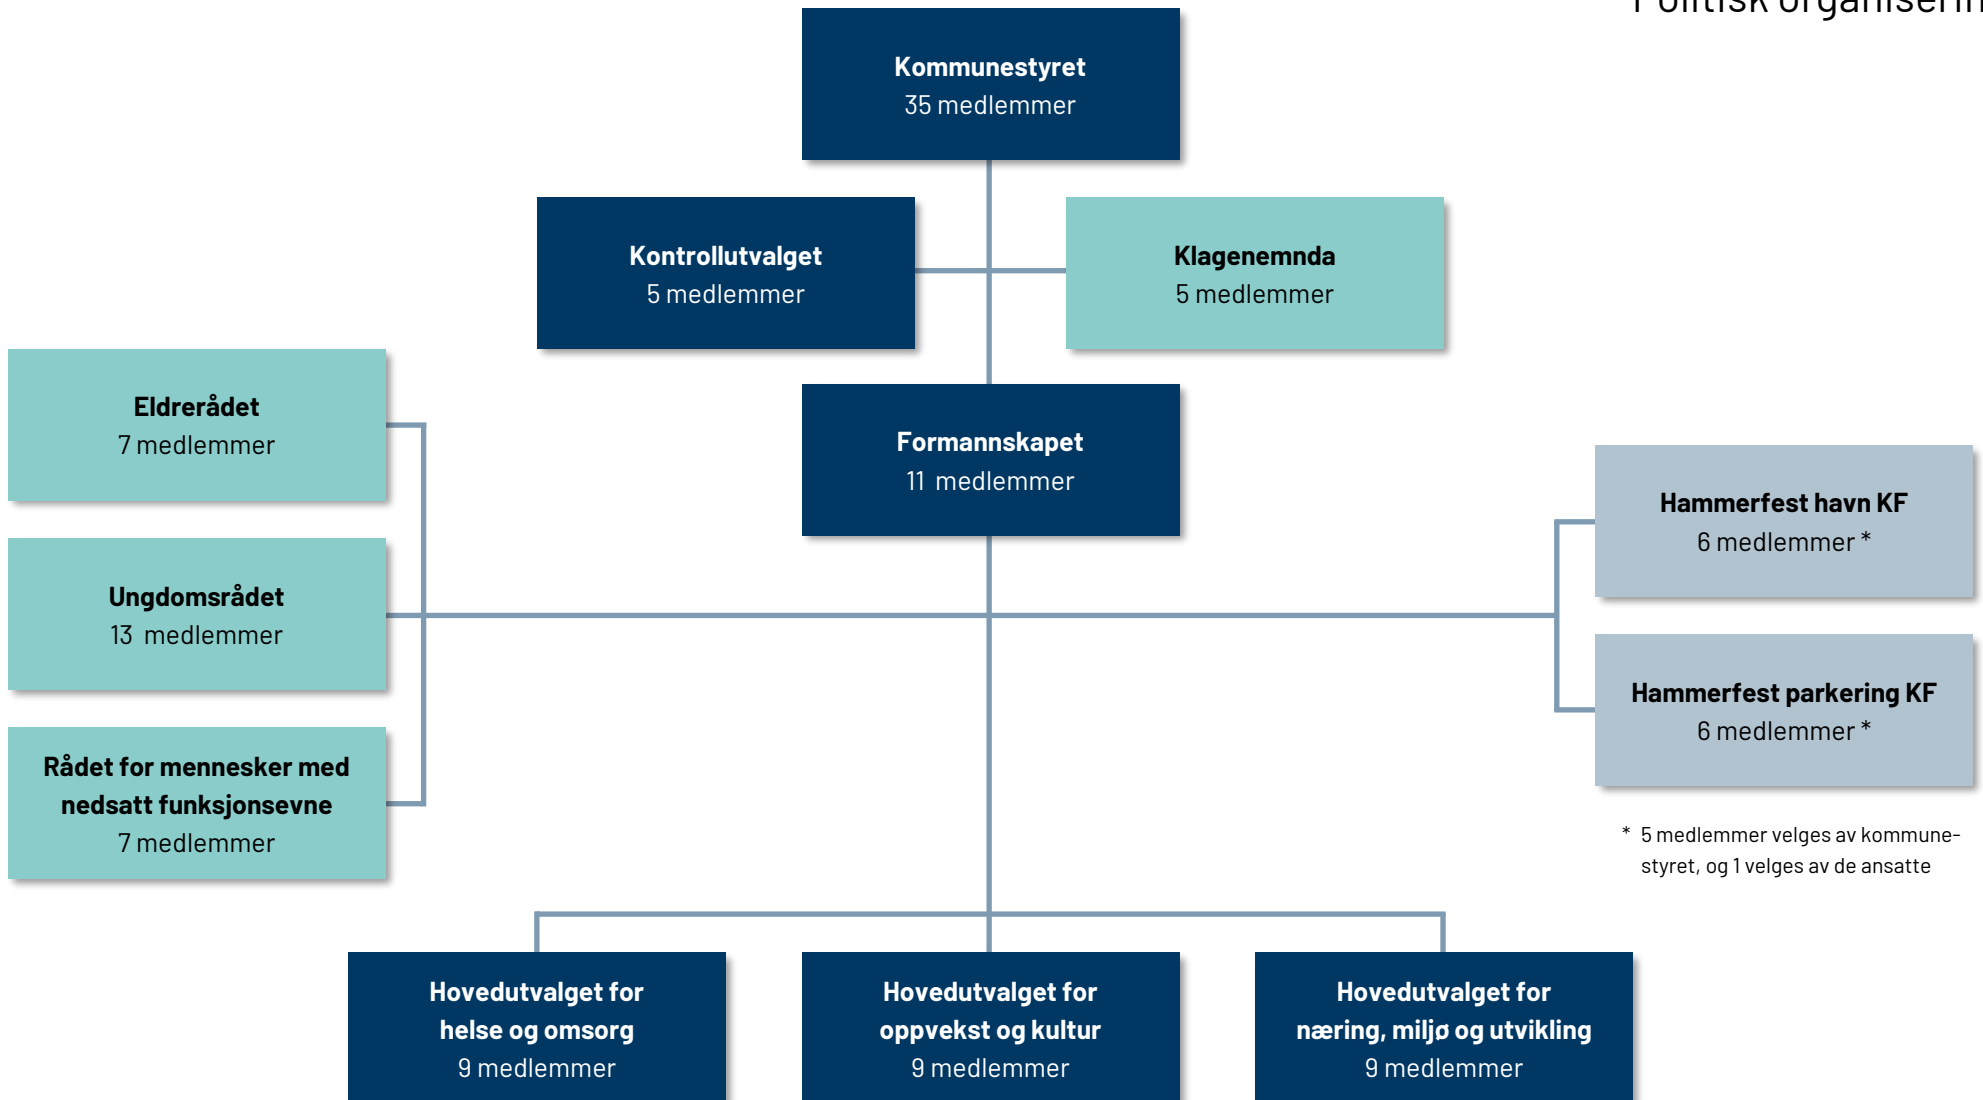 Politisk organiserin
Kommunestyret
35 medlemmer
Kontrollutvalget
5 medlemmer
Klagenemnda
5 medlemmer
Eldrerådet
7 medlemmer
Formannskapet
11 medlemmer
Hammerfest havn KF
6 medlemmer *
Ungdomsrådet
13 medlemmer
Hammerfest parkering KF
6 medlemmer *
Rådet for mennesker med
nedsatt funksjonsevne
7 medlemmer
* 5 medlemmer velges av kommune-
styret, og 1 velges av de ansatte
Hovedutvalget for
helse og omsorg
9 medlemmer
Hovedutvalget for
oppvekst og kultur
9 medlemmer
Hovedutvalget for
næring, miljø og utvikling
9 medlemmer